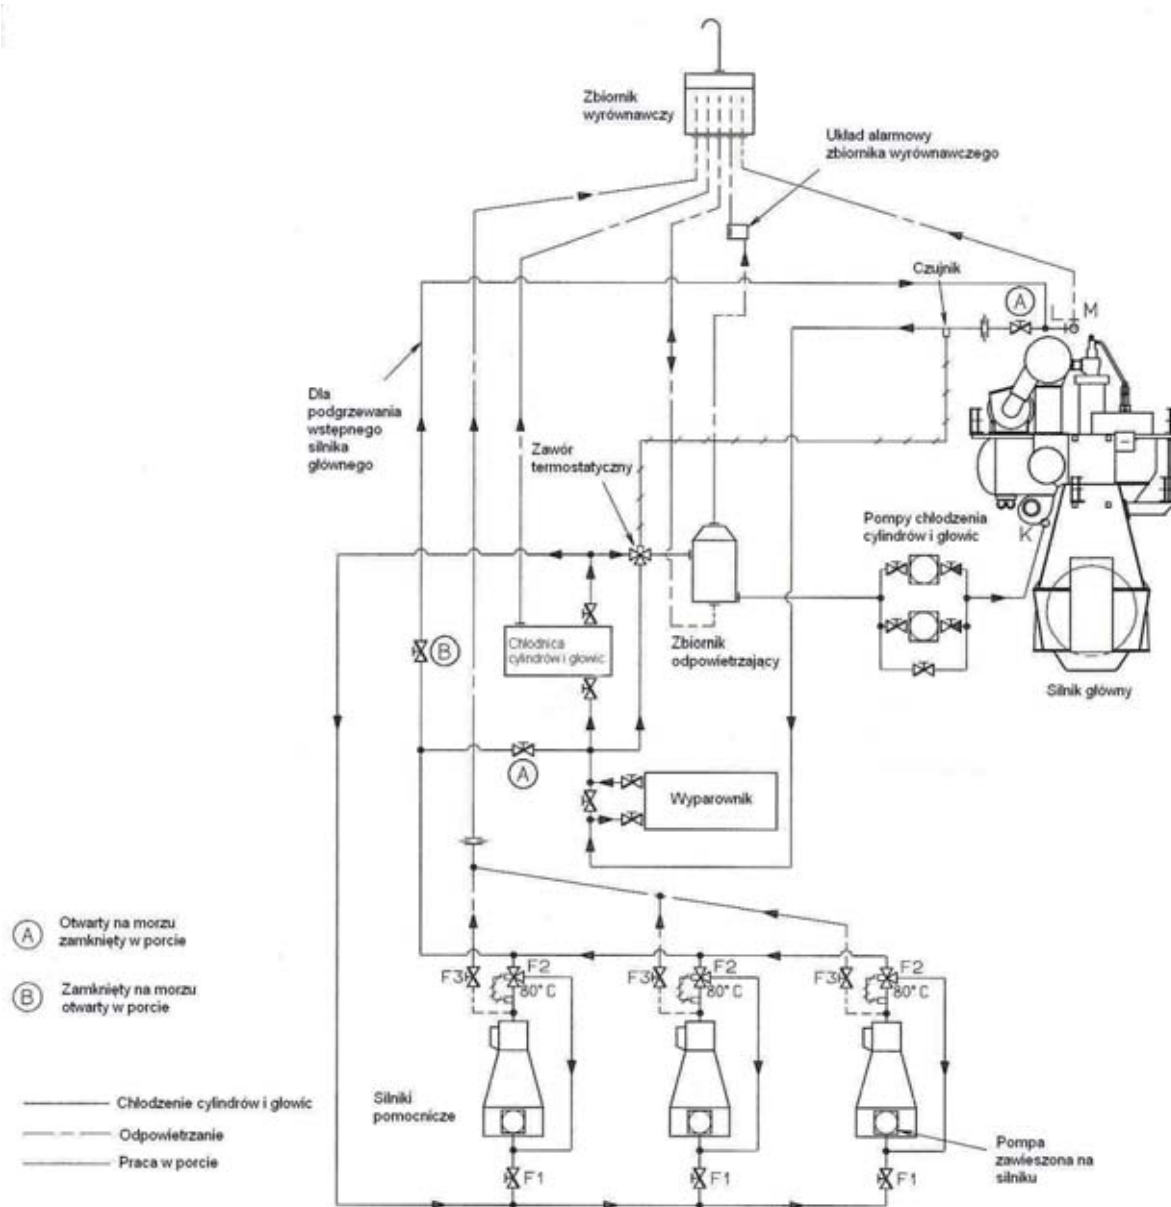 Zbiornik
wyrównawczy
Układ alarmowy
zbiornika wyrównawczego
Czujnik
A
L
M
Dla
podgrzewania
wstępnego
silnika
głównego
Zawór
termostatyczny
Pompy chłodzenia
cylindrów i głowic
K
B
Chłodnica
cylindrów i głowic
Zbiornik
odpowietrzający
Silnik główny
A
Wyparownik
A
Otwarty na morzu
zamknięty w porcie
B
Zamknięty na morzu
otwarty w porcie
F3
F2
80° C
F3
F2
80° C
F3
F2
80° C
Silniki
pomocnicze
Chłodzenie cylindrów i głowic
Odpowietrzanie
Praca w porcie
Pompa
zawieszona na
silniku
F1
F1
F1